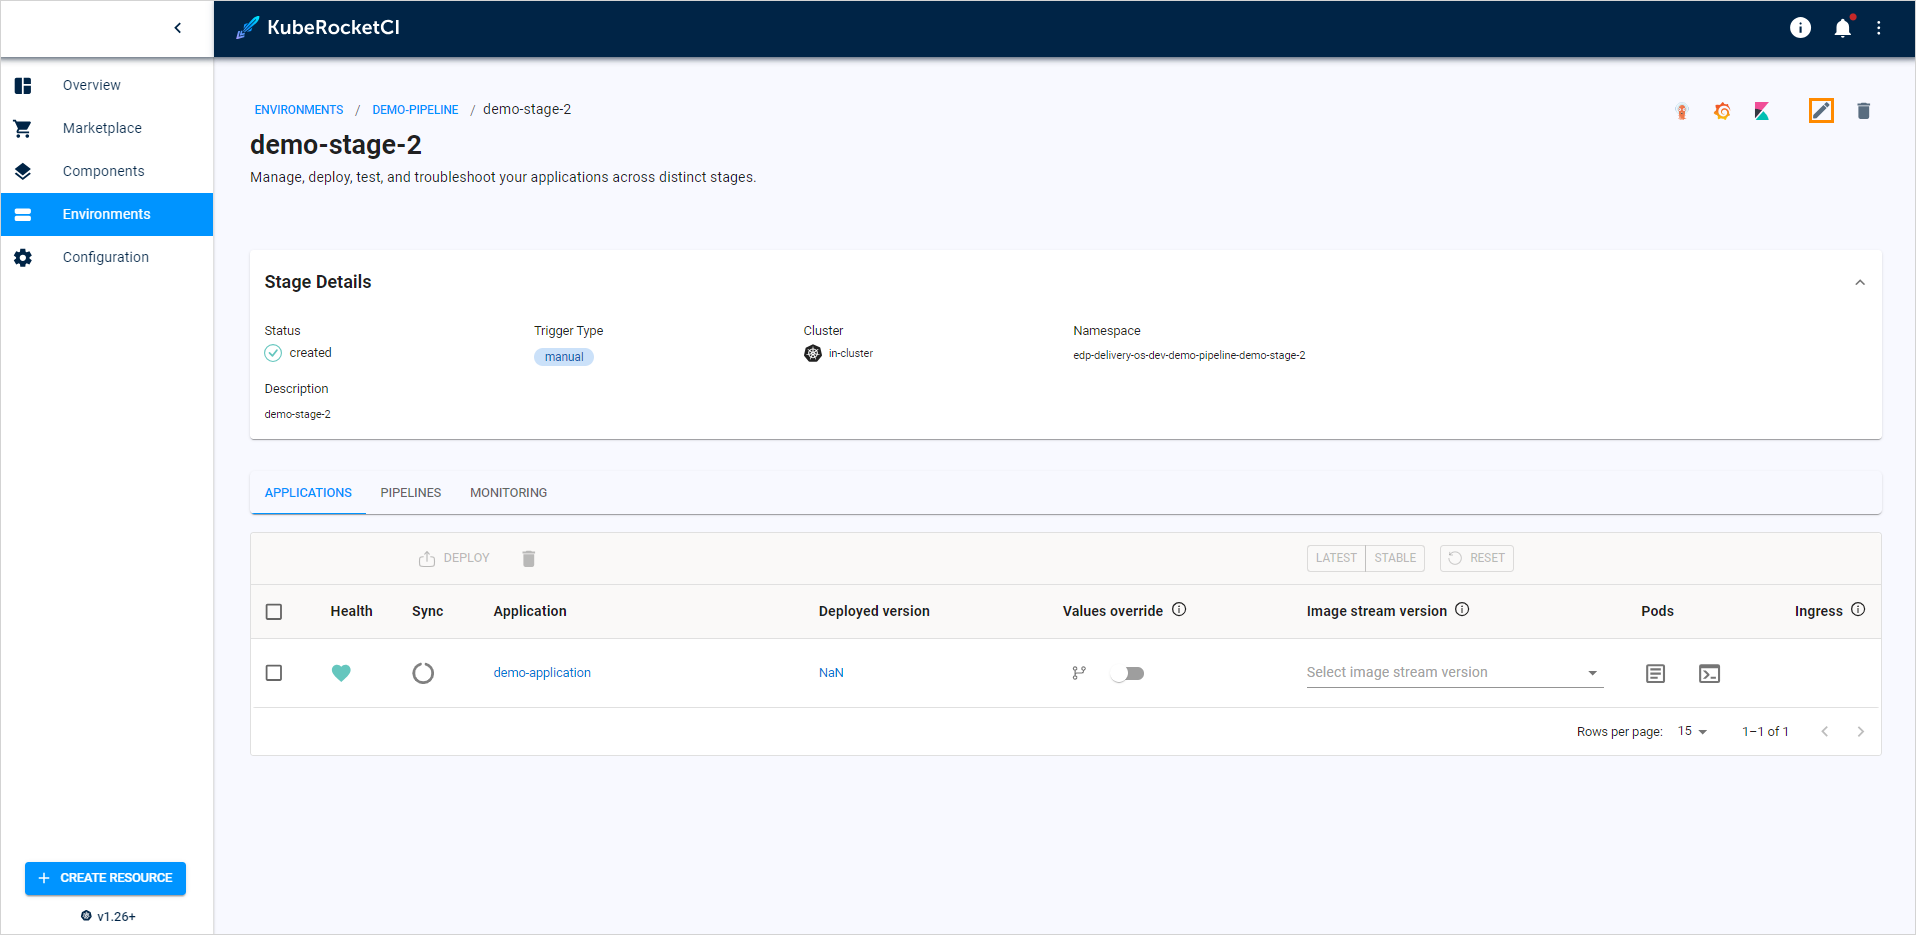 KubeRocketCI
Overview
Marketplace
Components
Environments
Configuration
ENVIRONMENTS / DEMO-PIPELINE / demo-stage-2
demo-stage-2
Manage, deploy, test, and troubleshoot your applications across distinct stages.
Stage Details
Status Trigger Type Cluster Namespace
created manual in-cluster edp-delivery-os-dev-demo-pipeline-demo-stage-2
Description
demo-stage-2
APPLICATIONS PIPELINES MONITORING
DEPLOY LATEST STABLE RESET
Health Sync Application Deployed version Values override Image stream version Pods Ingress
demo-application NaN Select image stream version
Rows per page: 15 1–1 of 1
CREATE RESOURCE
v1.26+